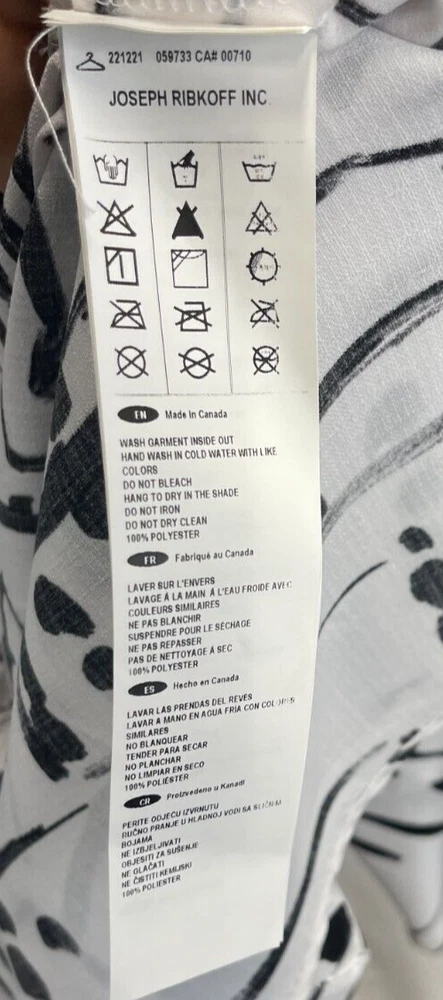 221221 059733 CA# 00710
JOSEPH RIBKOFF INC.
EN Made in Canada
WASH GARMENT INSIDE OUT
HAND WASH IN COLD WATER WITH LIKE
COLORS
DO NOT BLEACH
HANG TO DRY IN THE SHADE
DO NOT IRON
DO NOT DRY CLEAN
100% POLYESTER
FR Fabriqué au Canada
LAVER SUR L'ENVERS
LAVAGE À LA MAIN À L'EAU FROIDE AVEC
COULEURS SIMILAIRES
NE PAS BLANCHIR
SUSPENDRE POUR LE SÉCHAGE
NE PAS REPASSER
PAS DE NETTOYAGE À SEC
100% POLYESTER
ES Hecho en Canada
LAVAR LAS PRENDAS DEL REVES
LAVAR A MANO EN AGUA FRÍA CON COLORES
SIMILARES
NO BLANQUEAR
TENDER PARA SECAR
NO PLANCHAR
NO LIMPIAR EN SECO
100% POLIÉSTER
CR Proizvedeno u Kanadi
PERITE ODJEĆU IZVRNUTU
RUČNO PRANJE U HLADNOJ VODI SA SLIČNIM
BOJAMA
NE IZBJELJIVATI
OBJESITI ZA SUŠENJE
NE GLAČATI
NE ČISTITI KEMIJSKI
100% POLIESTER